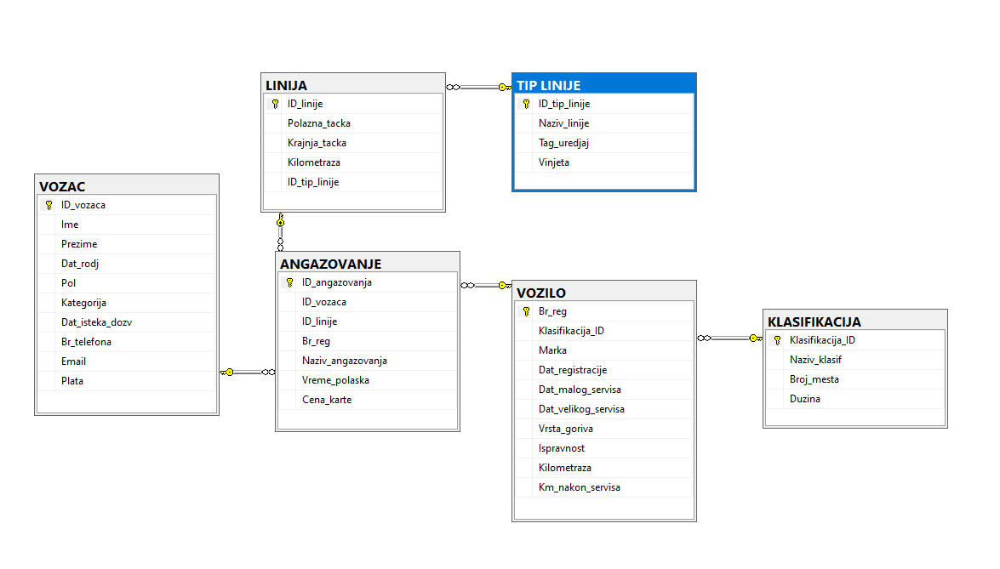 LINIJA
ID_linije
Polazna_tacka
Krajnja_tacka
Kilometraza
ID_tip_linije
TIP LINIJE
ID_tip_linije
Naziv_linije
Tag_uredjaj
Vinjeta
VOZAC
ID_vozaca
Ime
Prezime
Dat_rodj
Pol
Kategorija
Dat_isteka_dozv
Br_telefona
Email
Plata
ANGAZOVANJE
ID_angazovanja
ID_vozaca
ID_linije
Br_reg
Naziv_angazovanja
Vreme_polaska
Cena_karte
VOZILO
Br_reg
Klasifikacija_ID
Marka
Dat_registracije
Dat_malog_servisa
Dat_velikog_servisa
Vrsta_goriva
Ispravnost
Kilometraza
Km_nakon_servisa
KLASIFIKACIJA
Klasifikacija_ID
Naziv_klasif
Broj_mesta
Duzina